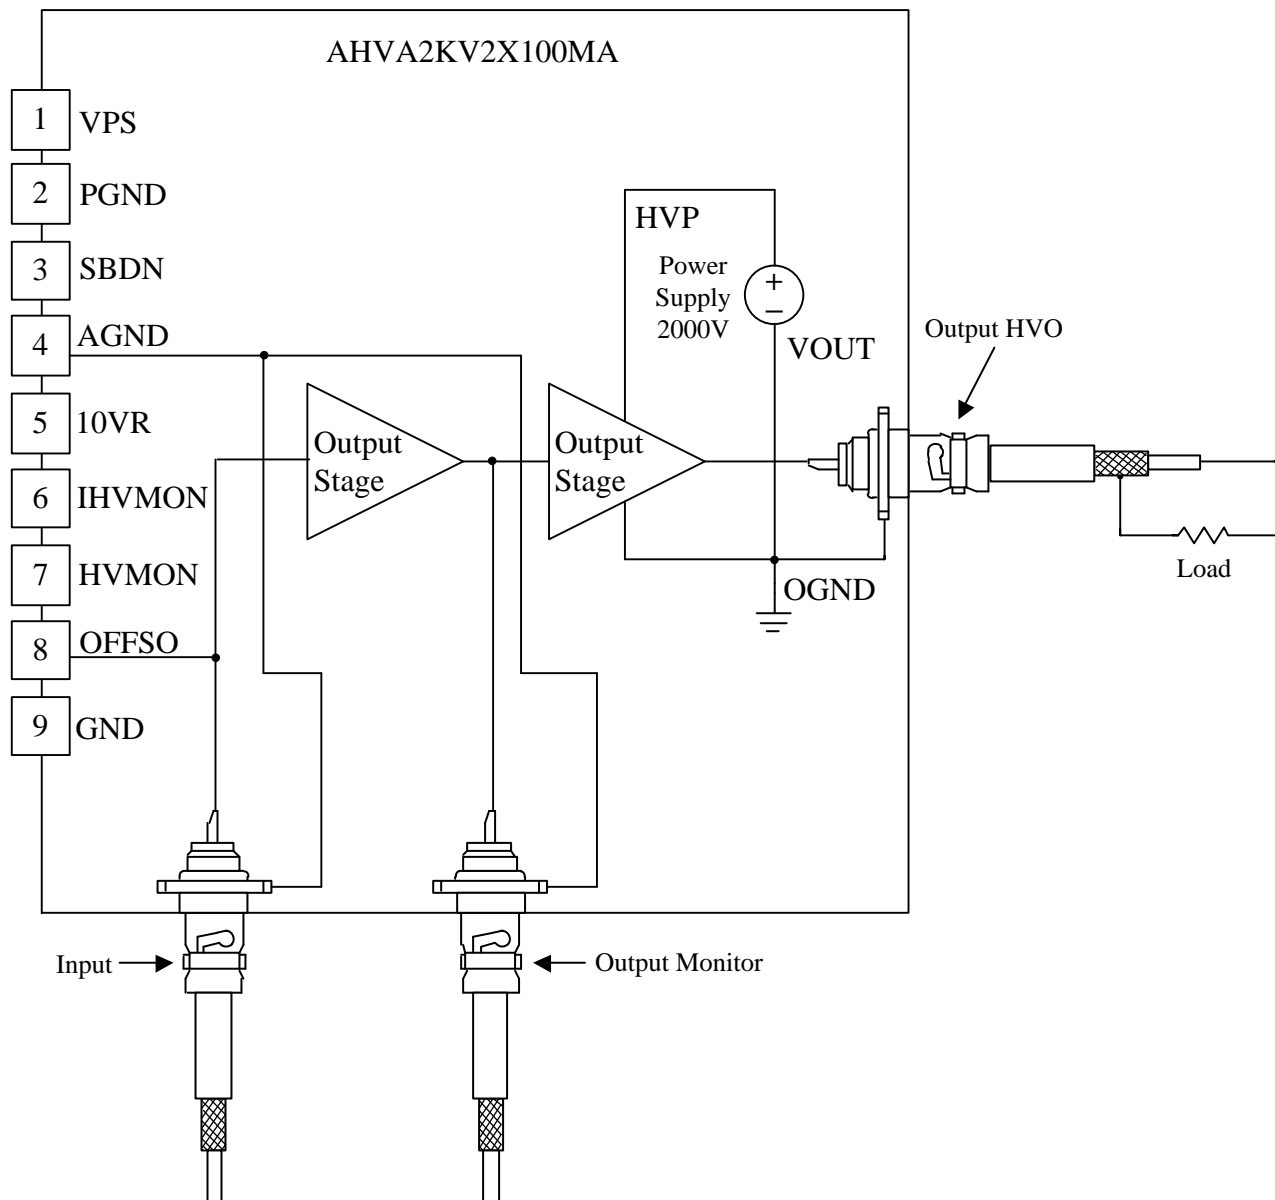 AHVA2KV2X100MA
1 VPS
2 PGND
3 SBDN
4 AGND
5 10VR
6 IHVMON
7 HVMON
8 OFFSO
9 GND
Output
Stage
Output
Stage
HVP
Power
Supply
2000V
+
−
VOUT
OGND
Output HVO
Load
Input
Output Monitor